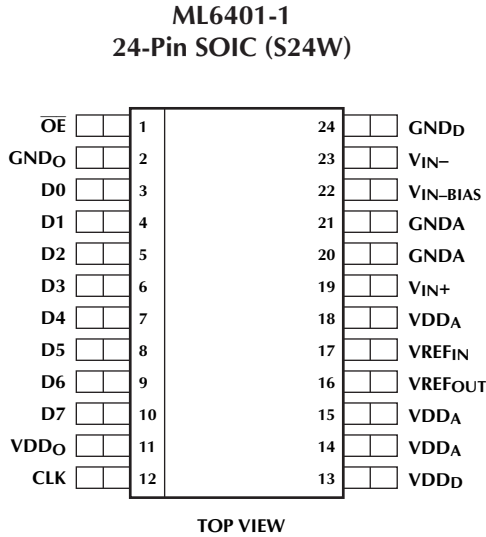 ML6401-1
24-Pin SOIC (S24W)
OE 1 24 GNDD
GNDO 2 23 VIN–
D0 3 22 VIN–BIAS
D1 4 21 GNDA
D2 5 20 GNDA
D3 6 19 VIN+
D4 7 18 VDDA
D5 8 17 VREFIN
D6 9 16 VREFOUT
D7 10 15 VDDA
VDDO 11 14 VDDA
CLK 12 13 VDDD
TOP VIEW